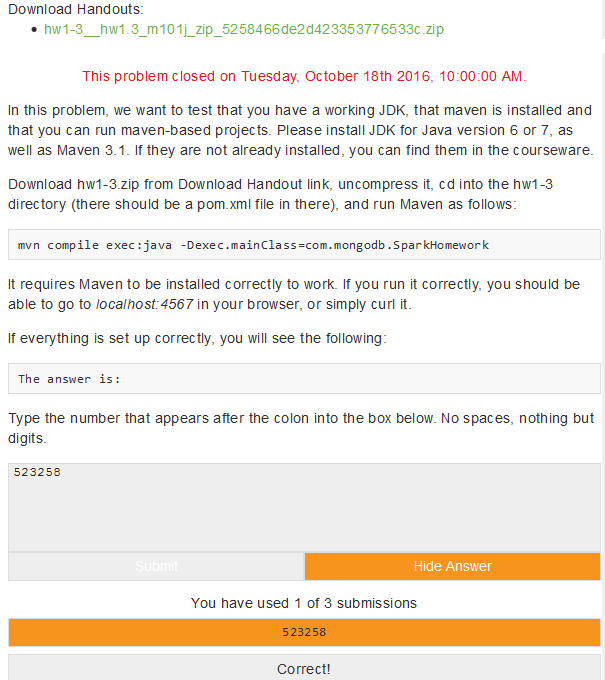 Download Handouts:
• hw1-3__hw1.3_m101j_zip_5258466de2d423353776533c.zip
This problem closed on Tuesday, October 18th 2016, 10:00:00 AM.
In this problem, we want to test that you have a working JDK, that maven is installed and
that you can run maven-based projects. Please install JDK for Java version 6 or 7, as
well as Maven 3.1. If they are not already installed, you can find them in the courseware.
Download hw1-3.zip from Download Handout link, uncompress it, cd into the hw1-3
directory (there should be a pom.xml file in there), and run Maven as follows:
mvn compile exec:java -Dexec.mainClass=com.mongodb.SparkHomework
It requires Maven to be installed correctly to work. If you run it correctly, you should be
able to go to localhost:4567 in your browser, or simply curl it.
If everything is set up correctly, you will see the following:
The answer is:
Type the number that appears after the colon into the box below. No spaces, nothing but
digits.
523258
Submit Hide Answer
You have used 1 of 3 submissions
523258
Correct!